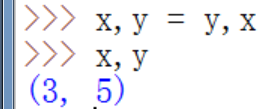 >>> x,y = y,x
>>> x,y
(3, 5)